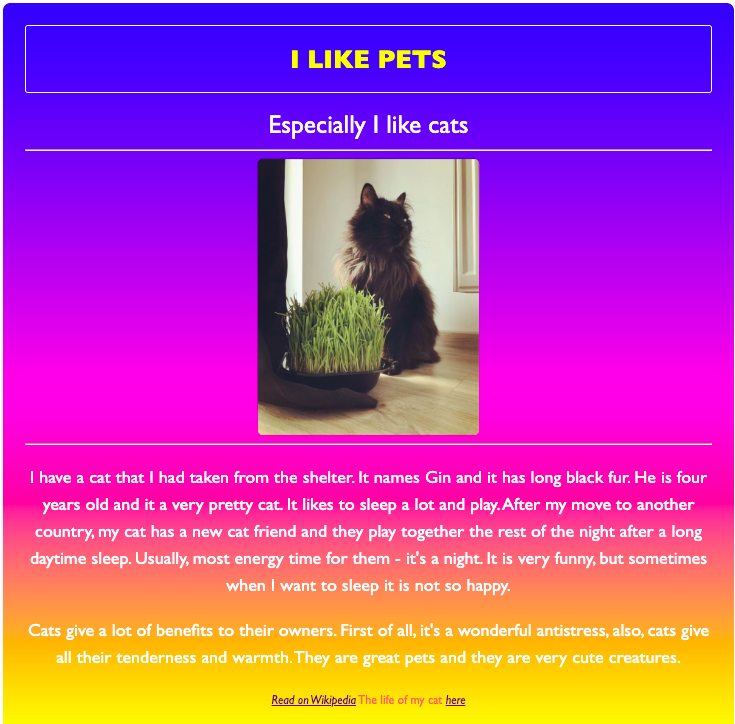 I LIKE PETS
Especially I like cats
I have a cat that I had taken from the shelter. It names Gin and it has long black fur. He is four
years old and it a very pretty cat. It likes to sleep a lot and play. After my move to another
country, my cat has a new cat friend and they play together the rest of the night after a long
daytime sleep. Usually, most energy time for them - it's a night. It is very funny, but sometimes
when I want to sleep it is not so happy.
Cats give a lot of benefits to their owners. First of all, it's a wonderful antistress, also, cats give
all their tenderness and warmth. They are great pets and they are very cute creatures.
Read on Wikipedia The life of my cat here